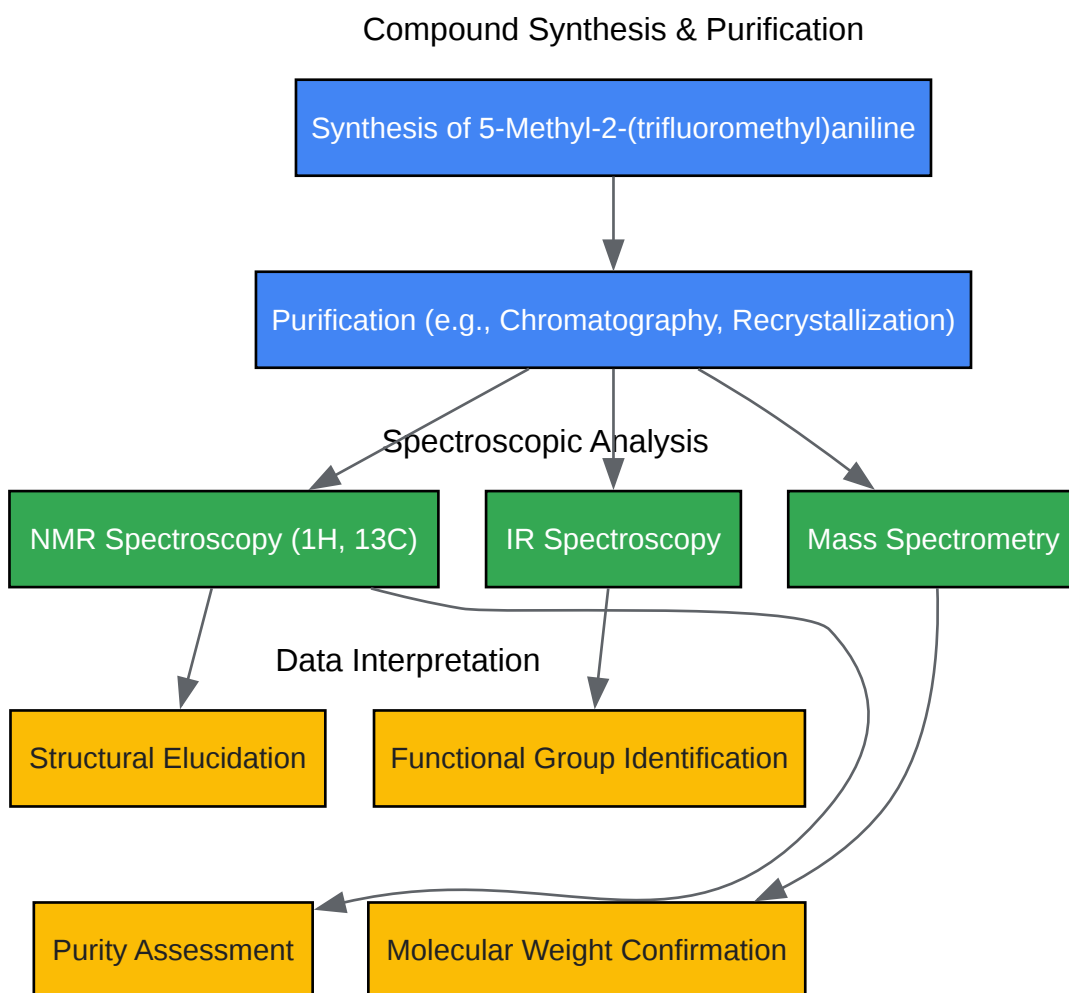 Compound Synthesis & Purification
Synthesis of 5-Methyl-2-(trifluoromethyl)aniline
Purification (e.g., Chromatography, Recrystallization)
Spectroscopic Analysis
NMR Spectroscopy (1H, 13C)
IR Spectroscopy
Mass Spectrometry
Data Interpretation
Structural Elucidation
Functional Group Identification
Purity Assessment
Molecular Weight Confirmation